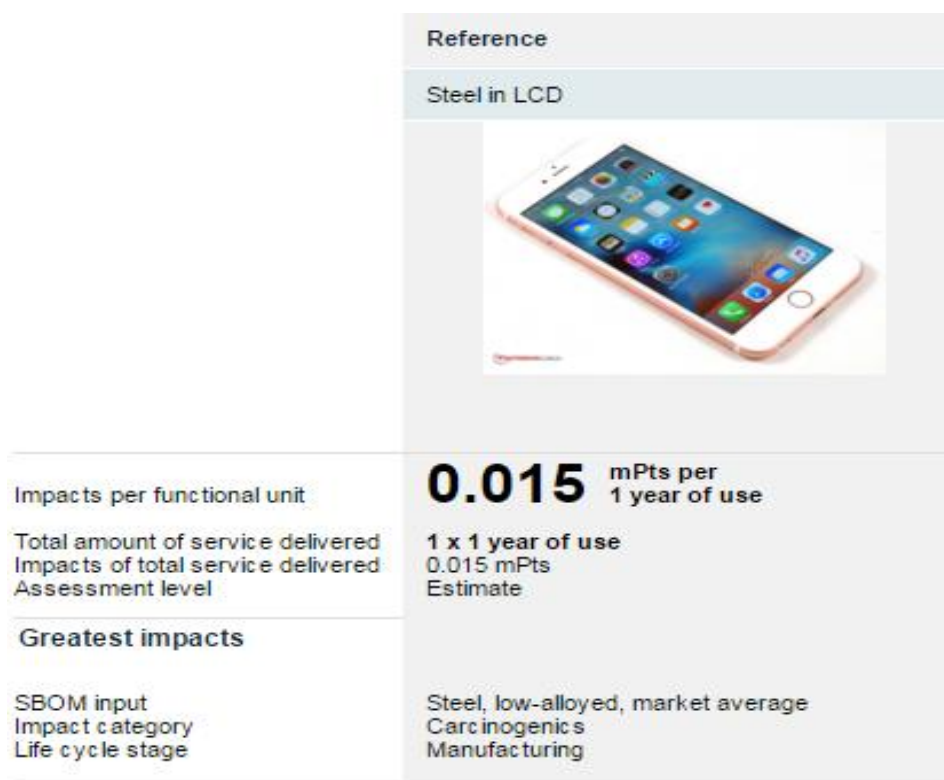 Reference
Steel in LCD
Impacts per functional unit
0.015 mPts per
1 year of use
Total amount of service delivered
1 x 1 year of use
Impacts of total service delivered
0.015 mPts
Assessment level
Estimate
Greatest impacts
SBOM input
Steel, low-alloyed, market average
Impact category
Carcinogenics
Life cycle stage
Manufacturing